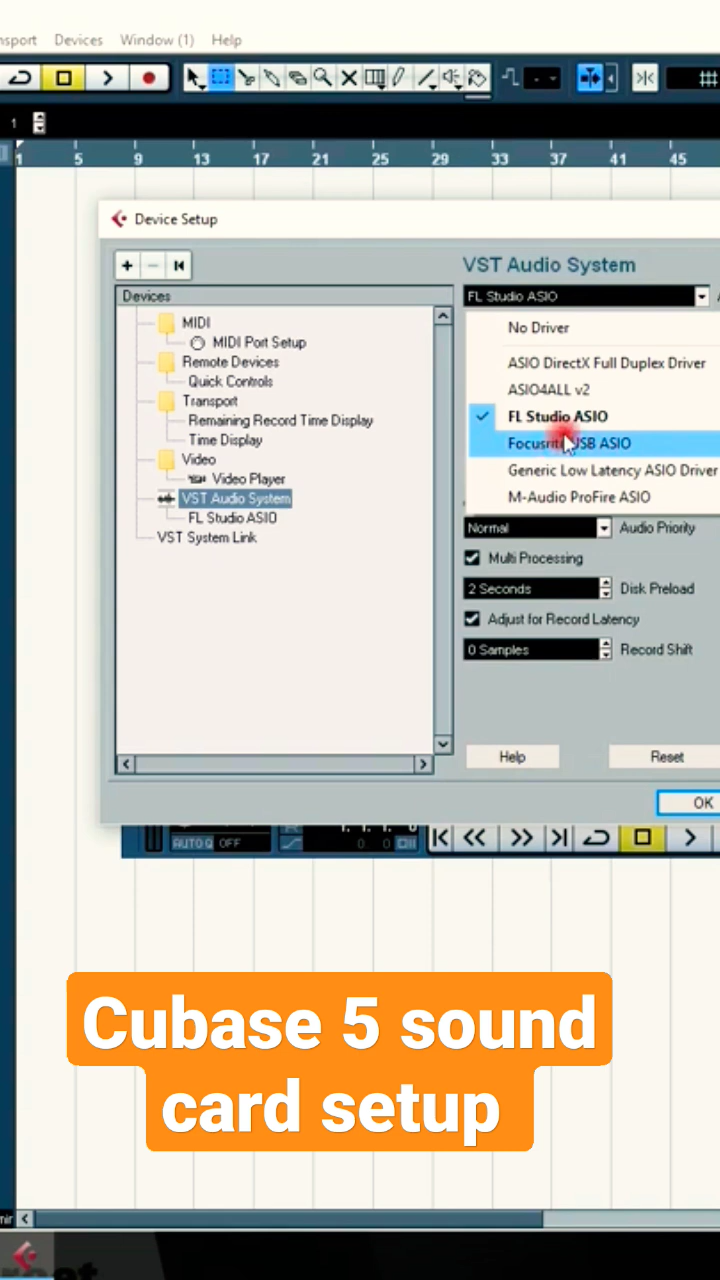 Devices Window (1) Help
1
1 5 9 13 17 21 25 29 33 37 41 45
Device Setup
VST Audio System
Devices
FL Studio ASIO
MIDI
MIDI Port Setup
Remote Devices
Quick Controls
Transport
Remaining Record Time Display
Time Display
Video
Video Player
VST Audio System
FL Studio ASIO
VST System Link
No Driver
ASIO DirectX Full Duplex Driver
ASIO4ALL v2
FL Studio ASIO
USB ASIO
Generic Low Latency ASIO Driver
M-Audio ProFire ASIO
Normal Audio Priority
Multi Processing
2 Seconds Disk Preload
Adjust for Record Latency
0 Samples Record Shift
Help Reset
OK
AUTO Q OFF
Cubase 5 sound
card setup